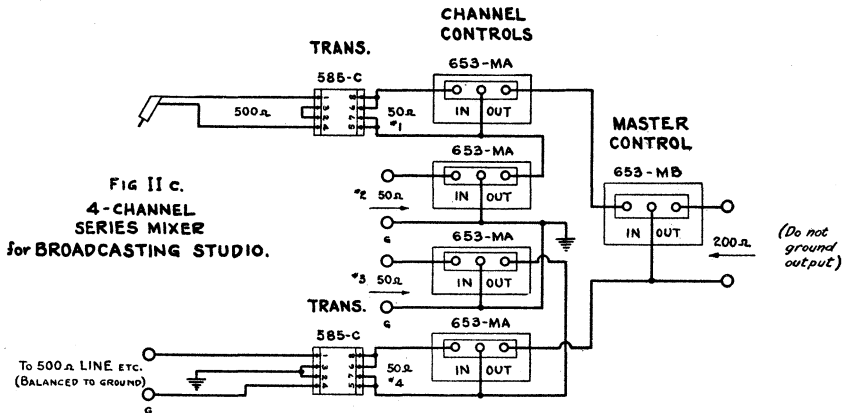 CHANNEL
CONTROLS
TRANS.
653-MA
585-C
500Ω
50Ω
#1
IN OUT
MASTER
CONTROL
653-MA
653-MB
FIG II C.
4-CHANNEL
SERIES MIXER
for BROADCASTING STUDIO.
#2 50Ω
IN OUT
G
IN OUT
200Ω
(Do not
ground
output)
653-MA
#3 50Ω
IN OUT
TRANS.
G
653-MA
585-C
To 500Ω LINE ETC.
(BALANCED TO GROUND)
50Ω
#4
IN OUT
G